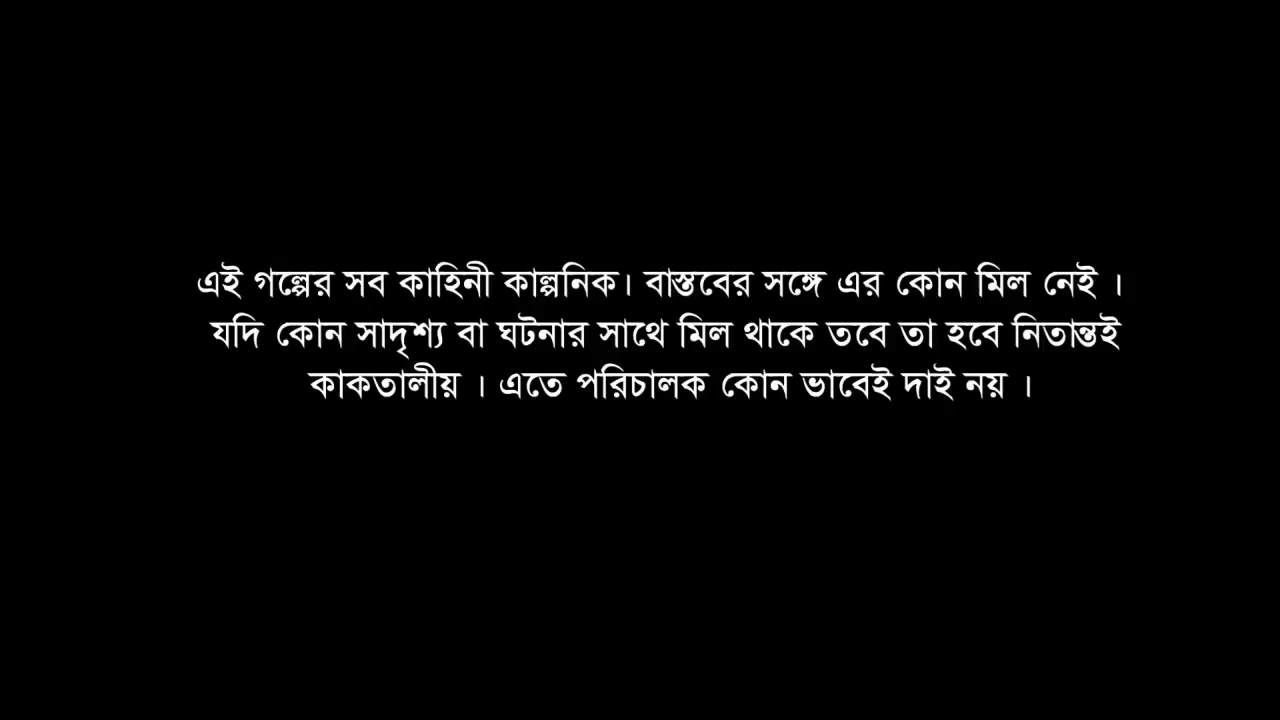 এই গল্পের সব কাহিনী কাল্পনিক। বাস্তবের সঙ্গে এর কোন মিল নেই ।
যদি কোন সাদৃশ্য বা ঘটনার সাথে মিল থাকে তবে তা হবে নিতান্তই
কাকতালীয় । এতে পরিচালক কোন ভাবেই দাই নয় ।